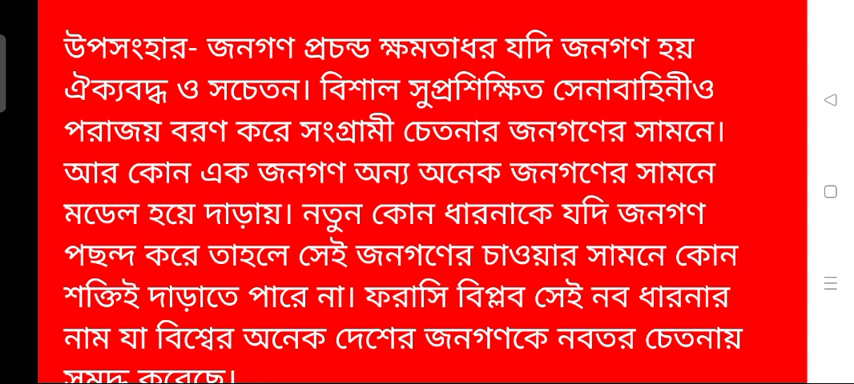 উপসংহার- জনগণ প্রচন্ড ক্ষমতাধর যদি জনগণ হয়
ঐক্যবদ্ধ ও সচেতন। বিশাল সুপ্রশিক্ষিত সেনাবাহিনীও
পরাজয় বরণ করে সংগ্রামী চেতনার জনগণের সামনে।
আর কোন এক জনগণ অন্য অনেক জনগণের সামনে
মডেল হয়ে দাড়ায়। নতুন কোন ধারনাকে যদি জনগণ
পছন্দ করে তাহলে সেই জনগণের চাওয়ার সামনে কোন
শক্তিই দাড়াতে পারে না। ফরাসি বিপ্লব সেই নব ধারনার
নাম যা বিশ্বের অনেক দেশের জনগণকে নবতর চেতনায়
সমৃদ্ধ করেছে।